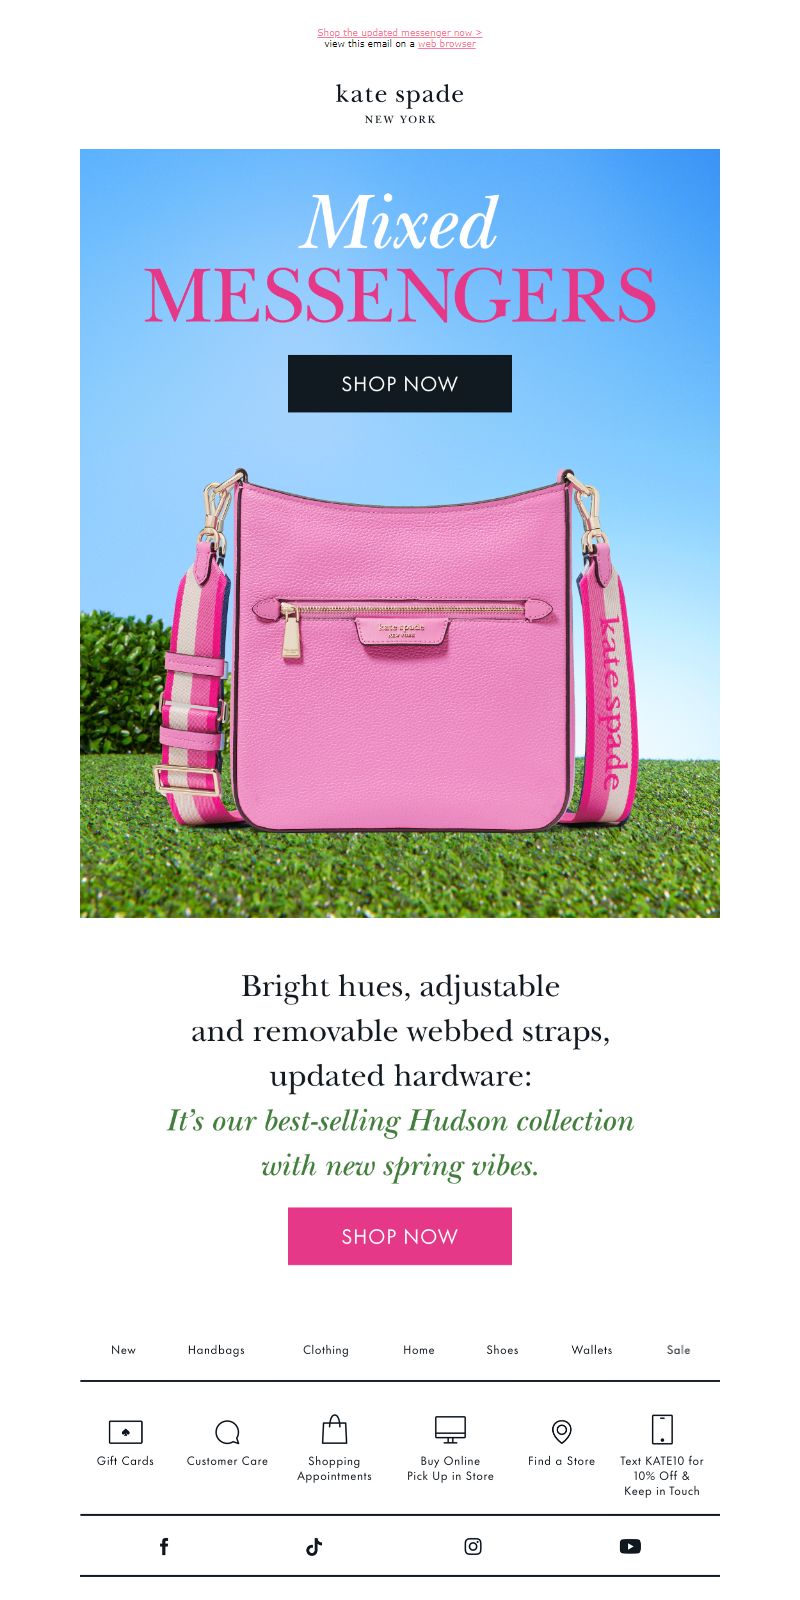 Shop the updated messenger now >
view this email on a web browser
kate spade
NEW YORK
Mixed
MESSENGERS
SHOP NOW
kate spade
NEW YORK
kate spade
Bright hues, adjustable
and removable webbed straps,
updated hardware:
It’s our best-selling Hudson collection
with new spring vibes.
SHOP NOW
New Handbags Clothing Home Shoes Wallets Sale
Gift Cards
Customer Care
Shopping
Appointments
Buy Online
Pick Up in Store
Find a Store
Text KATE10 for
10% Off &
Keep in Touch